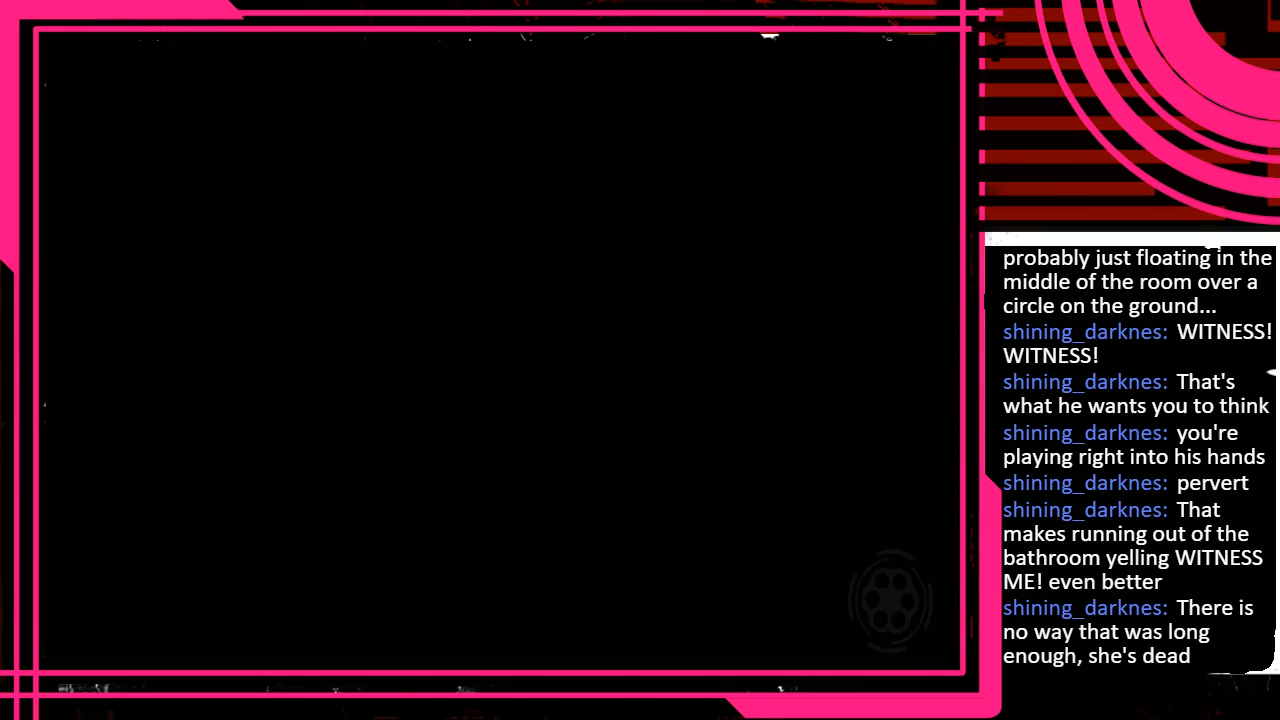 probably just floating in the
middle of the room over a
circle on the ground...
shining_darknes: WITNESS!
WITNESS!
shining_darknes: That's
what he wants you to think
shining_darknes: you're
playing right into his hands
shining_darknes: pervert
shining_darknes: That
makes running out of the
bathroom yelling WITNESS
ME! even better
shining_darknes: There is
no way that was long
enough, she's dead